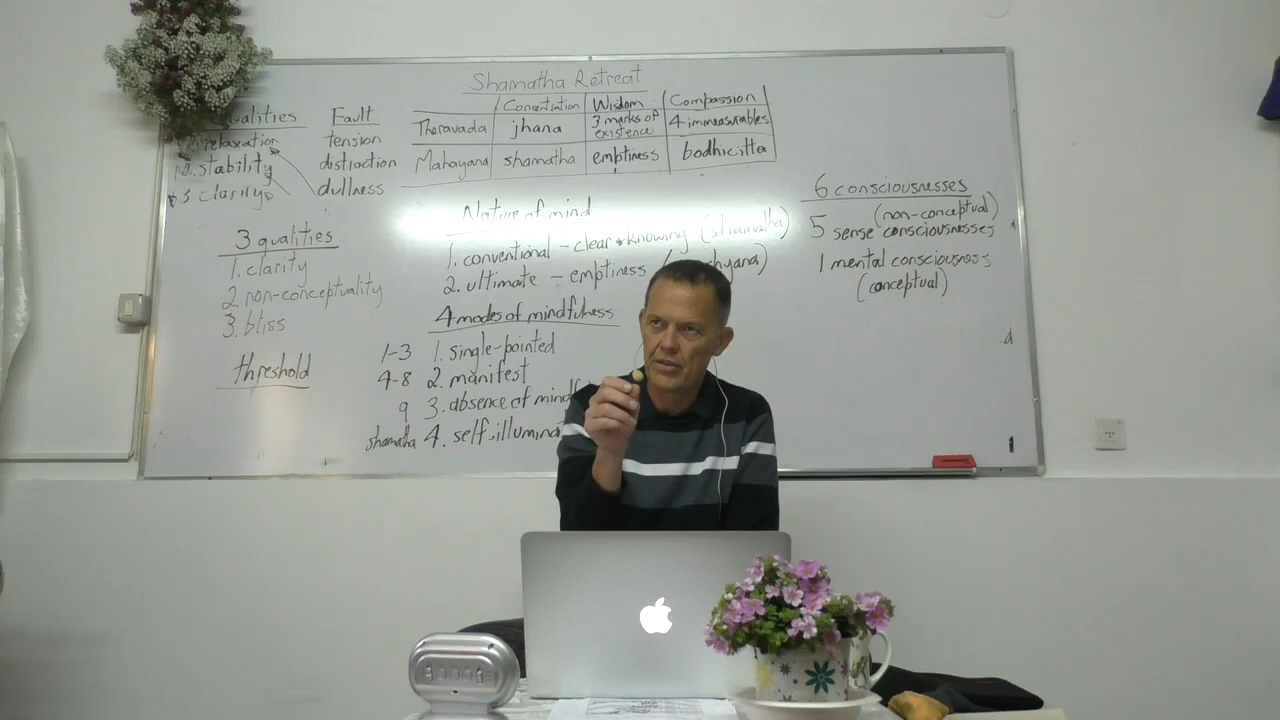 Shamatha Retreat
Concentration Wisdom Compassion
Theravada jhana 3 marks of existence 4 immeasurables
Mahayana shamatha emptiness bodhicitta
Fault
relaxation tension
2. stability distraction
3 clarity dullness
3 qualities
1. clarity
2. non-conceptuality
3. bliss
threshold
Nature of mind
1. conventional - clear + knowing (shamatha)
2. ultimate - emptiness
4 modes of mindfulness
1-3 1. single-pointed
4-8 2. manifest
9 3. absence of
shamatha 4.
6 consciousnesses
(non-conceptual)
5 sense consciousnesses
1 mental consciousness
(conceptual)